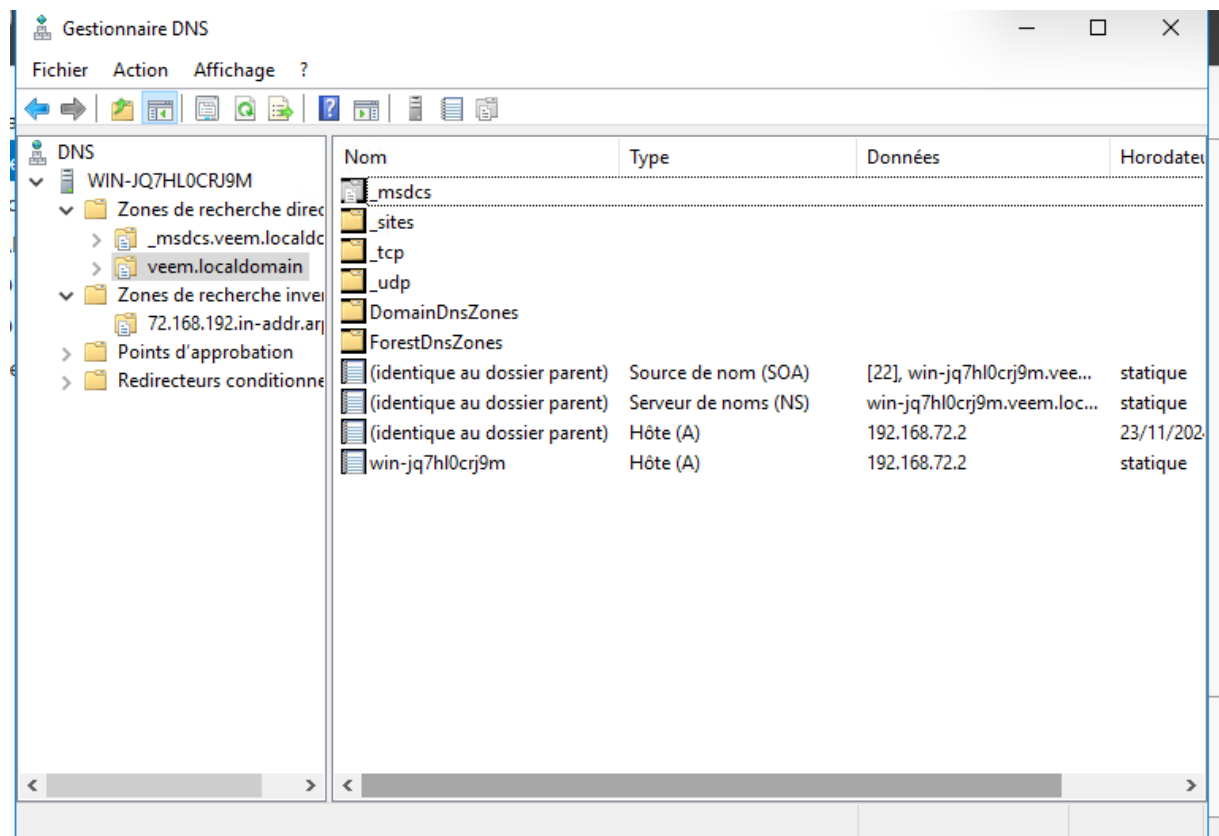 Gestionnaire DNS
Fichier Action Affichage ?
DNS
WIN-JQ7HL0CRJ9M
Zones de recherche direc
_msdcs.veem.localdc
veem.localdomain
Zones de recherche inver
72.168.192.in-addr.arp
Points d'approbation
Redirecteurs conditionne
Nom Type Données Horodateu
_msdcs
_sites
_tcp
_udp
DomainDnsZones
ForestDnsZones
(identique au dossier parent) Source de nom (SOA) [22], win-jq7hl0crj9m.vee... statique
(identique au dossier parent) Serveur de noms (NS) win-jq7hl0crj9m.veem.loc... statique
(identique au dossier parent) Hôte (A) 192.168.72.2 23/11/202
win-jq7hl0crj9m Hôte (A) 192.168.72.2 statique